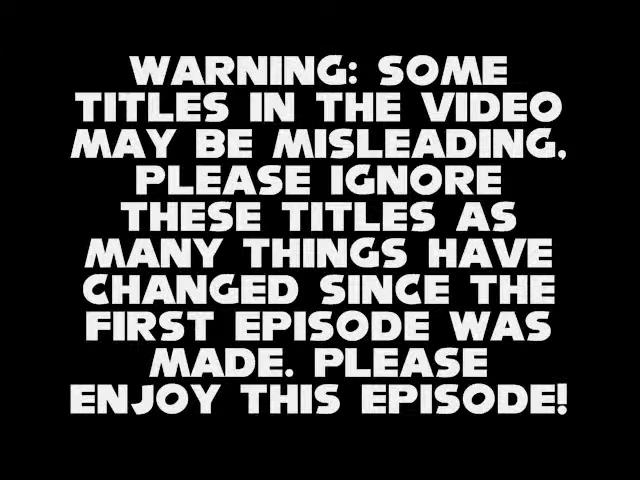 WARNING: SOME
TITLES IN THE VIDEO
MAY BE MISLEADING,
PLEASE IGNORE
THESE TITLES AS
MANY THINGS HAVE
CHANGED SINCE THE
FIRST EPISODE WAS
MADE. PLEASE
ENJOY THIS EPISODE!